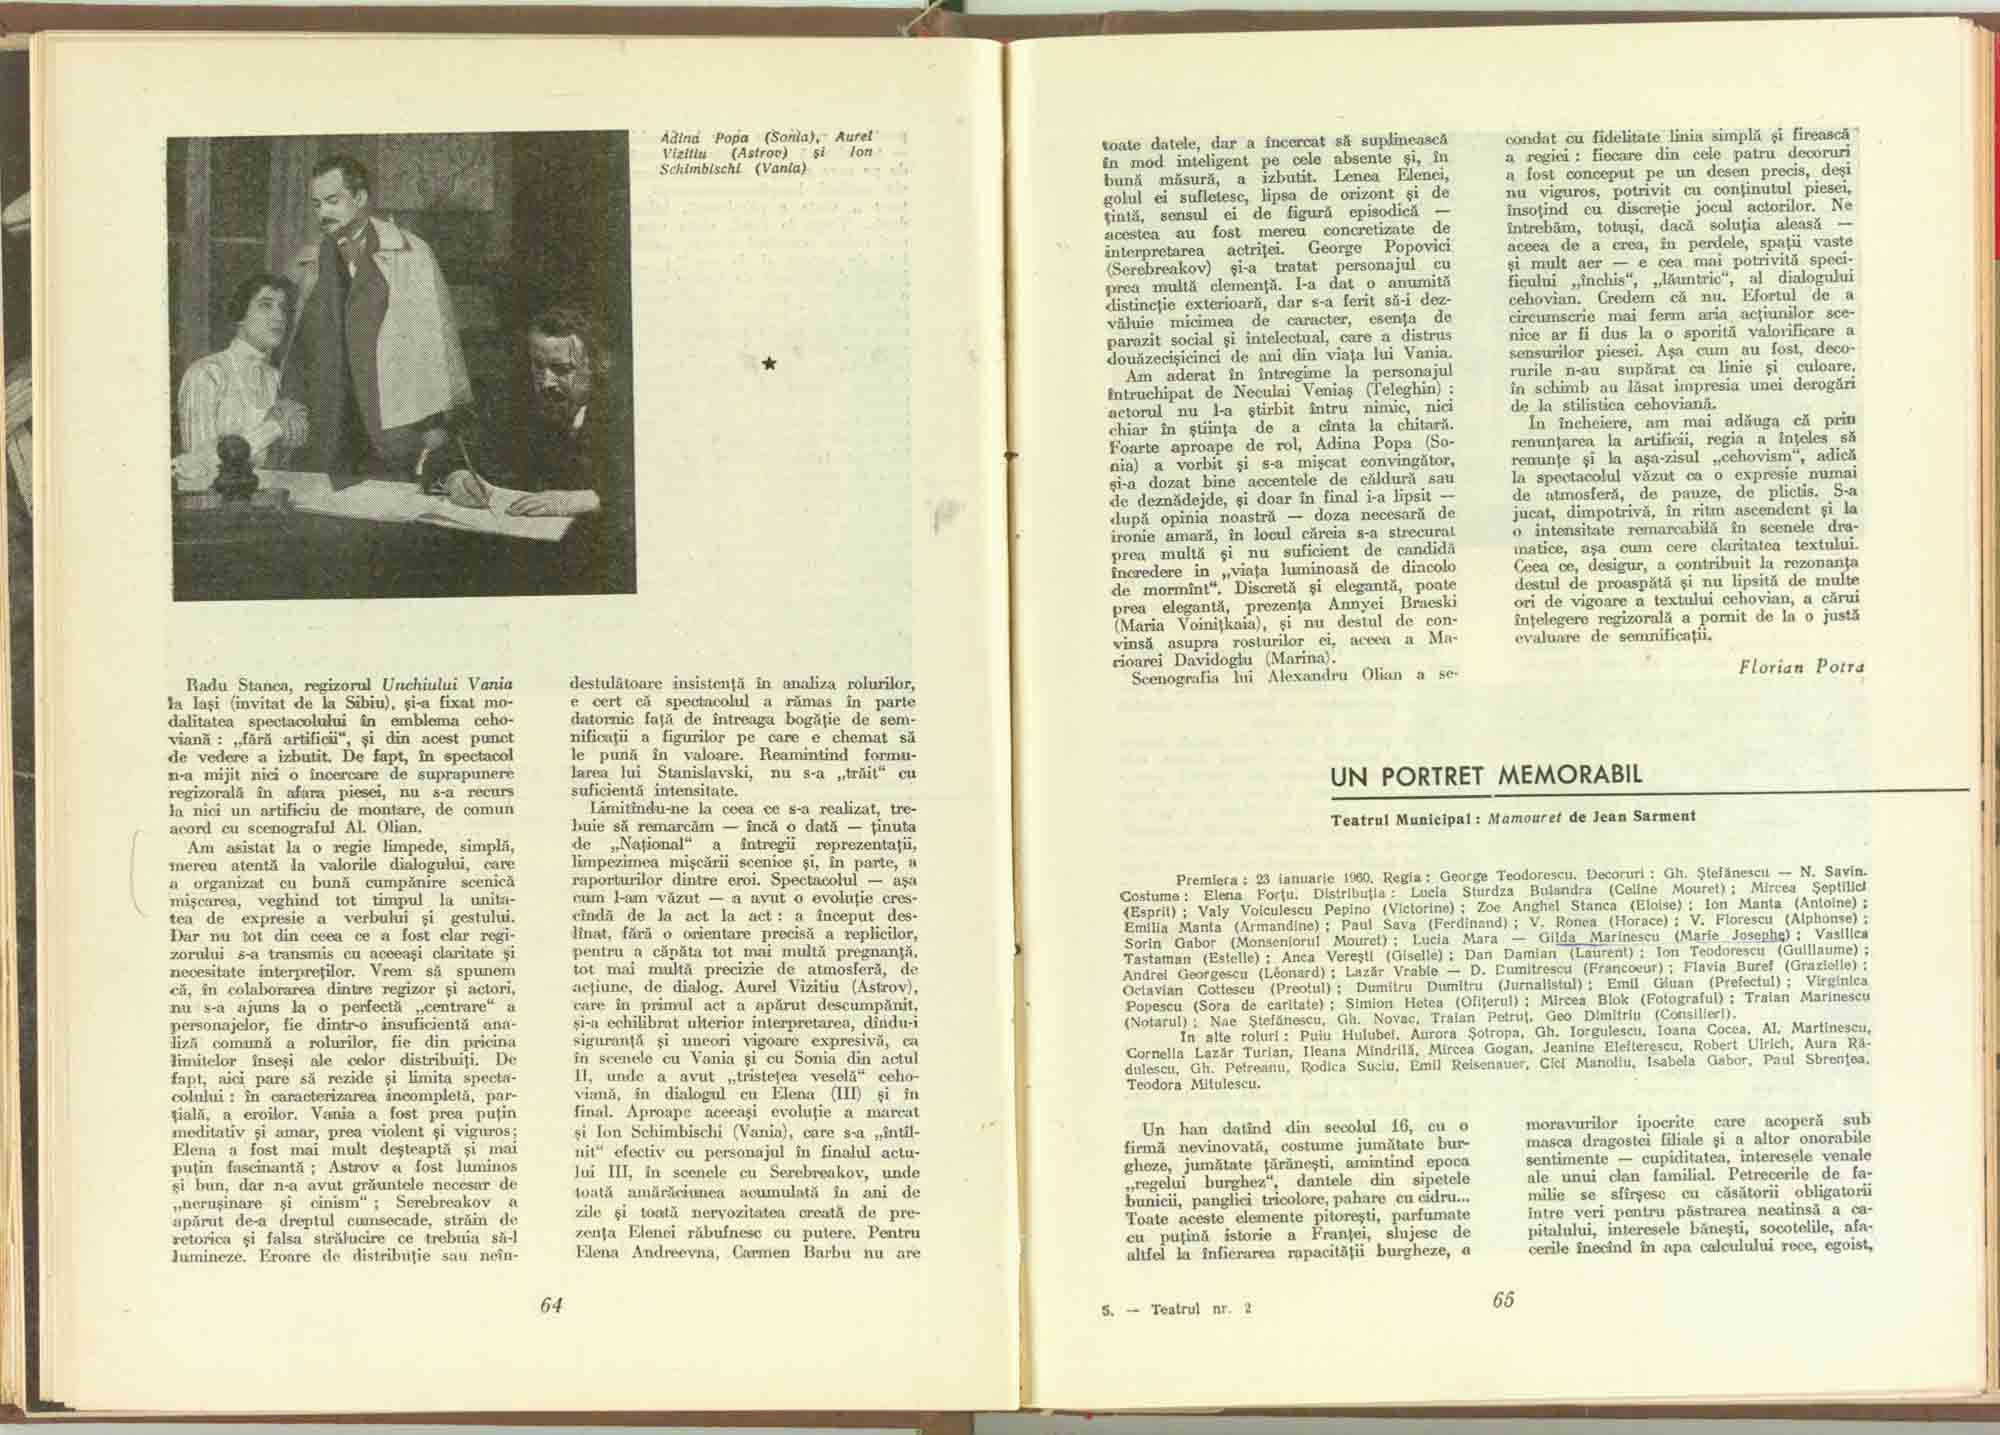 Adina Popa (Sonia), Aurel
Vizitiu (Astrov) și Ion
Schimbischi (Vania)
★
Radu Stanca, regizorul Unchiului Vania
la Iași (invitat de la Sibiu), și-a fixat mo-
dalitatea spectacolului în emblema ceho-
viană : „fără artificii“, și din acest punct
de vedere a izbutit. De fapt, în spectacol
n-a mijit nici o încercare de suprapunere
regizorală în afara piesei, nu s-a recurs
la nici un artificiu de montare, de comun
acord cu scenograful Al. Olian.
Am asistat la o regie limpede, simplă,
mereu atentă la valorile dialogului, care
a organizat cu bună cumpănire scenică
mișcarea, veghind tot timpul la unita-
tea de expresie a verbului și gestului.
Dar nu tot din ceea ce a fost clar regi-
zorului s-a transmis cu aceeași claritate și
necesitate interpreților. Vrem să spunem
că, în colaborarea dintre regizor și actori,
nu s-a ajuns la o perfectă „centrare“ a
personajelor, fie dintr-o insuficientă ana-
liză comună a rolurilor, fie din pricina
limitelor înseși ale celor distribuiți. De
fapt, aici pare să rezide și limita specta-
colului : în caracterizarea incompletă, par-
țială, a eroilor. Vania a fost prea puțin
meditativ și amar, prea violent și viguros;
Elena a fost mai mult deșteaptă și mai
puțin fascinantă ; Astrov a fost luminos
și bun, dar n-a avut grăuntele necesar de
„nerușinare și cinism“ ; Serebreakov a
apărut de-a dreptul cumsecade, străin de
retorica și falsa strălucire ce trebuia să-l
lumineze. Eroare de distribuție sau neîn-
destulătoare insistență în analiza rolurilor,
e cert că spectacolul a rămas în parte
datornic față de întreaga bogăție de sem-
nificații a figurilor pe care e chemat să
le pună în valoare. Reamintind formu-
larea lui Stanislavski, nu s-a „trăit“ cu
suficientă intensitate.
Limitîndu-ne la ceea ce s-a realizat, tre-
buie să remarcăm — încă o dată — ținuta
de „Național“ a întregii reprezentații,
limpezimea mișcării scenice și, în parte, a
raporturilor dintre eroi. Spectacolul — așa
cum l-am văzut — a avut o evoluție cres-
cîndă de la act la act : a început des-
lînat, fără o orientare precisă a replicilor,
pentru a căpăta tot mai multă pregnanță,
tot mai multă precizie de atmosferă, de
acțiune, de dialog. Aurel Vizitiu (Astrov),
care în primul act a apărut descumpănit,
și-a echilibrat ulterior interpretarea, dîndu-i
siguranță și uneori vigoare expresivă, ca
în scenele cu Vania și cu Sonia din actul
II, unde a avut „tristețea veselă“ ceho-
viană, în dialogul cu Elena (III) și în
final. Aproape aceeași evoluție a marcat
și Ion Schimbischi (Vania), care s-a „întîl-
nit“ efectiv cu personajul în finalul actu-
lui III, în scenele cu Serebreakov, unde
toată amărăciunea acumulată în ani de
zile și toată nervozitatea creată de pre-
zența Elenei răbufnesc cu putere. Pentru
Elena Andreevna, Carmen Barbu nu are
64
toate datele, dar a încercat să suplinească
în mod inteligent pe cele absente și, în
bună măsură, a izbutit. Lenea Elenei,
golul ei sufletesc, lipsa de orizont și de
țintă, sensul ei de figură episodică —
acestea au fost mereu concretizate de
interpretarea actriței. George Popovici
(Serebreakov) și-a tratat personajul cu
prea multă clemență. I-a dat o anumită
distincție exterioară, dar s-a ferit să-i dez-
văluie micimea de caracter, esența de
parazit social și intelectual, care a distrus
douăzecișicinci de ani din viața lui Vania.
Am aderat în întregime la personajul
întruchipat de Neculai Veniaș (Teleghin) :
actorul nu l-a știrbit întru nimic, nici
chiar în știința de a cînta la chitară.
Foarte aproape de rol, Adina Popa (So-
nia) a vorbit și s-a mișcat convingător,
și-a dozat bine accentele de căldură sau
de deznădejde, și doar în final i-a lipsit —
după opinia noastră — doza necesară de
ironie amară, în locul căreia s-a strecurat
prea multă și nu suficient de candidă
încredere in „viața luminoasă de dincolo
de mormînt“. Discretă și elegantă, poate
prea elegantă, prezența Annyei Braeski
(Maria Voinițkaia), și nu destul de con-
vinsă asupra rosturilor ei, aceea a Ma-
rioarei Davidoglu (Marina).
Scenografia lui Alexandru Olian a se-
condat cu fidelitate linia simplă și firească
a regiei : fiecare din cele patru decoruri
a fost conceput pe un desen precis, deși
nu viguros, potrivit cu conținutul piesei,
însoțind cu discreție jocul actorilor. Ne
întrebăm, totuși, dacă soluția aleasă —
aceea de a crea, în perdele, spații vaste
și mult aer — e cea mai potrivită speci-
ficului „închis“, „lăuntric“, al dialogului
cehovian. Credem că nu. Efortul de a
circumscrie mai ferm aria acțiunilor sce-
nice ar fi dus la o sporită valorificare a
sensurilor piesei. Așa cum au fost, deco-
rurile n-au supărat ca linie și culoare,
în schimb au lăsat impresia unei derogări
de la stilistica cehoviană.
În încheiere, am mai adăuga că prin
renunțarea la artificii, regia a înțeles să
renunțe și la așa-zisul „cehovism“, adică
la spectacolul văzut ca o expresie numai
de atmosferă, de pauze, de plictis. S-a
jucat, dimpotrivă, în ritm ascendent și la
o intensitate remarcabilă în scenele dra-
matice, așa cum cere claritatea textului.
Ceea ce, desigur, a contribuit la rezonanța
destul de proaspătă și nu lipsită de multe
ori de vigoare a textului cehovian, a cărui
înțelegere regizorală a pornit de la o justă
evaluare de semnificații.
Florian Potra
UN PORTRET MEMORABIL
Teatrul Municipal : Mamouret de Jean Sarment
Premiera : 23 ianuarie 1960. Regia : George Teodorescu. Decoruri : Gh. Ștefănescu — N. Savin.
Costume : Elena Forțu. Distribuția : Lucia Sturdza Bulandra (Celine Mouret) ; Mircea Șeptilici
(Esprit) ; Valy Voiculescu Pepino (Victorine) ; Zoe Anghel Stanca (Eloise) ; Ion Manta (Antoine) ;
Emilia Manta (Armandine) ; Paul Sava (Ferdinand) ; V. Ronea (Horace) ; V. Florescu (Alphonse) ;
Sorin Gabor (Monseniorul Mouret) ; Lucia Mara — Gilda Marinescu (Marie Josephe) ; Vasilica
Tastaman (Estelle) ; Anca Verești (Giselle) ; Dan Damian (Laurent) ; Ion Teodorescu (Guillaume) ;
Andrei Georgescu (Léonard) ; Lazăr Vrabie — D. Dumitrescu (Francoeur) ; Flavia Buref (Grazielle) ;
Octavian Cottescu (Preotul) ; Dumitru Dumitru (Jurnalistul) ; Emil Giuan (Prefectul) ; Virginica
Popescu (Sora de caritate) ; Simion Hetea (Ofițerul) ; Mircea Blok (Fotograful) ; Traian Marinescu
(Notarul) ; Nae Ștefănescu, Gh. Novac, Traian Petruț, Geo Dimitriu (Consilieri).
În alte roluri : Puiu Hulubei, Aurora Șotropa, Gh. Iorgulescu, Ioana Cocea, Al. Martinescu,
Cornelia Lazăr Turian, Ileana Mîndrilă, Mircea Gogan, Jeanine Elefterescu, Robert Ulrich, Aura Ră-
dulescu, Gh. Petreanu, Rodica Suciu, Emil Reisenauer, Cici Manoliu, Isabela Gabor, Paul Sbrențea,
Teodora Mitulescu.
Un han datînd din secolul 16, cu o
firmă nevinovată, costume jumătate bur-
gheze, jumătate țărănești, amintind epoca
„regelui burghez“, dantele din sipetele
bunicii, panglici tricolore, pahare cu cidru...
Toate aceste elemente pitorești, parfumate
cu puțină istorie a Franței, slujesc de
altfel la înfierarea rapacității burgheze, a
moravurilor ipocrite care acoperă sub
masca dragostei filiale și a altor onorabile
sentimente — cupiditatea, interesele venale
ale unui clan familial. Petrecerile de fa-
milie se sfîrșesc cu căsătorii obligatorii
între veri pentru păstrarea neatinsă a ca-
pitalului, interesele bănești, socotelile, afa-
cerile înecînd în apa calculului rece, egoist,
5. — Teatrul nr. 2
65